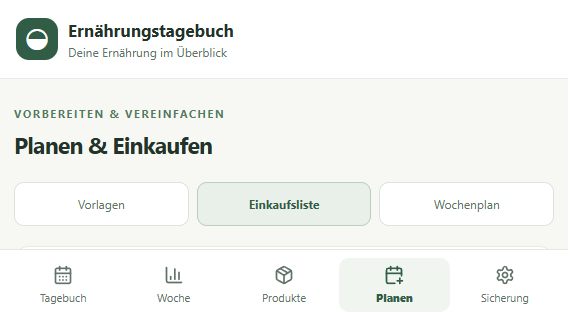 Ernährungstagebuch
Deine Ernährung im Überblick
VORBEREITEN & VEREINFACHEN
Planen & Einkaufen
Vorlagen
Einkaufsliste
Wochenplan
Tagebuch
Woche
Produkte
Planen
Sicherung